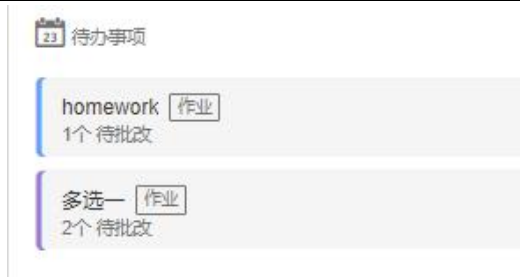 23 待办事项
homework 作业
1个 待批改
多选一 作业
2个 待批改